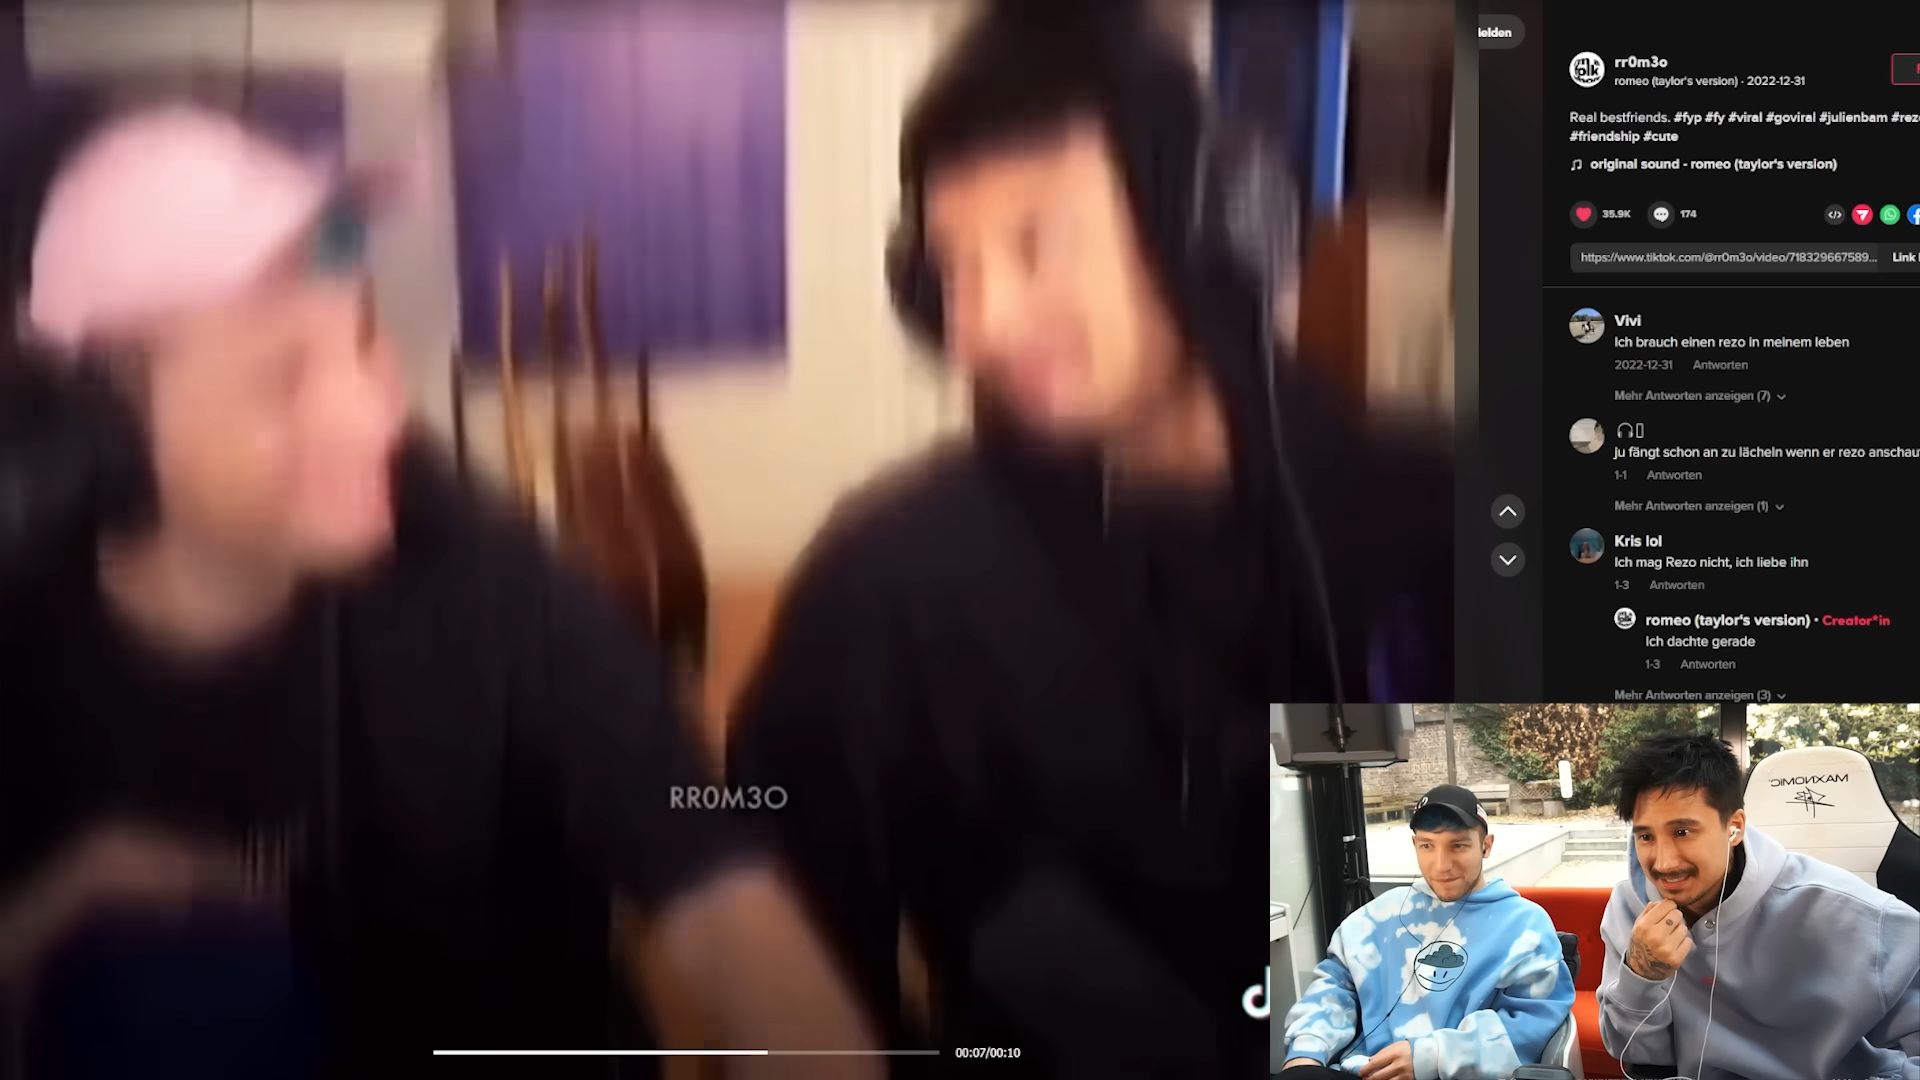 elden
rr0m3o
romeo (taylor's version) · 2022-12-31
Real bestfriends. #fyp #fy #viral #goviral #julienbam #rez
#friendship #cute
original sound - romeo (taylor's version)
35.9K
174
https://www.tiktok.com/@rr0m3o/video/718329667589...
Link
Vivi
Ich brauch einen rezo in meinem leben
2022-12-31 Antworten
Mehr Antworten anzeigen (7)
ju fängt schon an zu lächeln wenn er rezo anschau
1-1 Antworten
Mehr Antworten anzeigen (1)
Kris lol
Ich mag Rezo nicht, ich liebe ihn
1-3 Antworten
romeo (taylor's version) · Creator*in
Ich dachte gerade
1-3 Antworten
Mehr Antworten anzeigen (3)
RR0M3O
MAXNOMIC
00:07/00:10